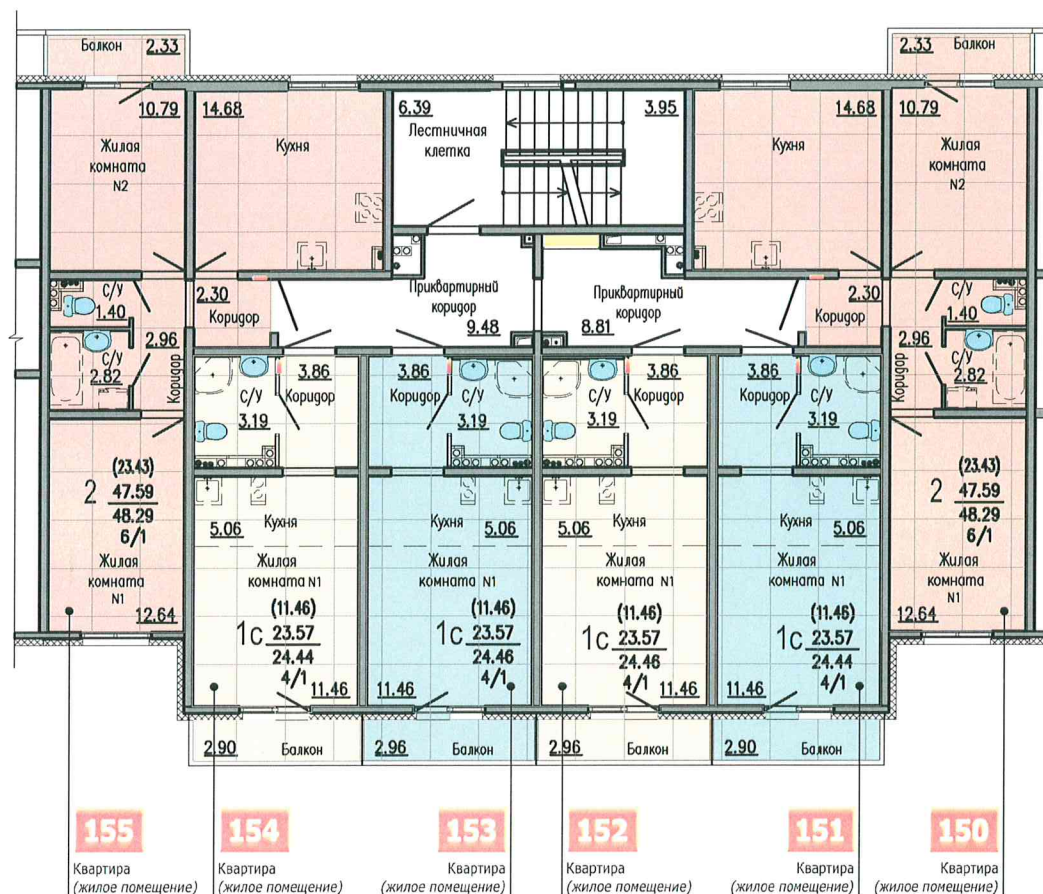 Балкон 2.33
2.33 Балкон
10.79
14.68
6.39
3.95
14.68
10.79
Лестничная
клетка
Жилая
комната
N2
Кухня
Кухня
Жилая
комната
N2
С/У
1.40
2.30
Коридор
Приквартирный
коридор
9.48
Приквартирный
коридор
8.81
2.30
Коридор
С/У
1.40
2.96
Коридор
С/У
2.82
2.96
Коридор
С/У
2.82
3.86
Коридор
С/У
3.19
3.86
Коридор
С/У
3.19
3.86
Коридор
С/У
3.19
3.86
Коридор
С/У
3.19
2
(23.43)
47.59
48.29
6/1
Жилая
комната
N1
12.64
5.06
Кухня
Жилая
комната N1
(11.46)
1С 23.57
24.44
4/1
11.46
Кухня
5.06
Жилая
комната N1
(11.46)
1С 23.57
24.46
4/1
11.46
5.06
Кухня
Жилая
комната N1
(11.46)
1С 23.57
24.46
4/1
11.46
Кухня
5.06
Жилая
комната N1
(11.46)
1С 23.57
24.44
4/1
11.46
2
(23.43)
47.59
48.29
6/1
Жилая
комната
N1
12.64
2.90 Балкон
2.96 Балкон
2.96 Балкон
2.90 Балкон
155
Квартира
(жилое помещение)
154
Квартира
(жилое помещение)
153
Квартира
(жилое помещение)
152
Квартира
(жилое помещение)
151
Квартира
(жилое помещение)
150
Квартира
(жилое помещение)